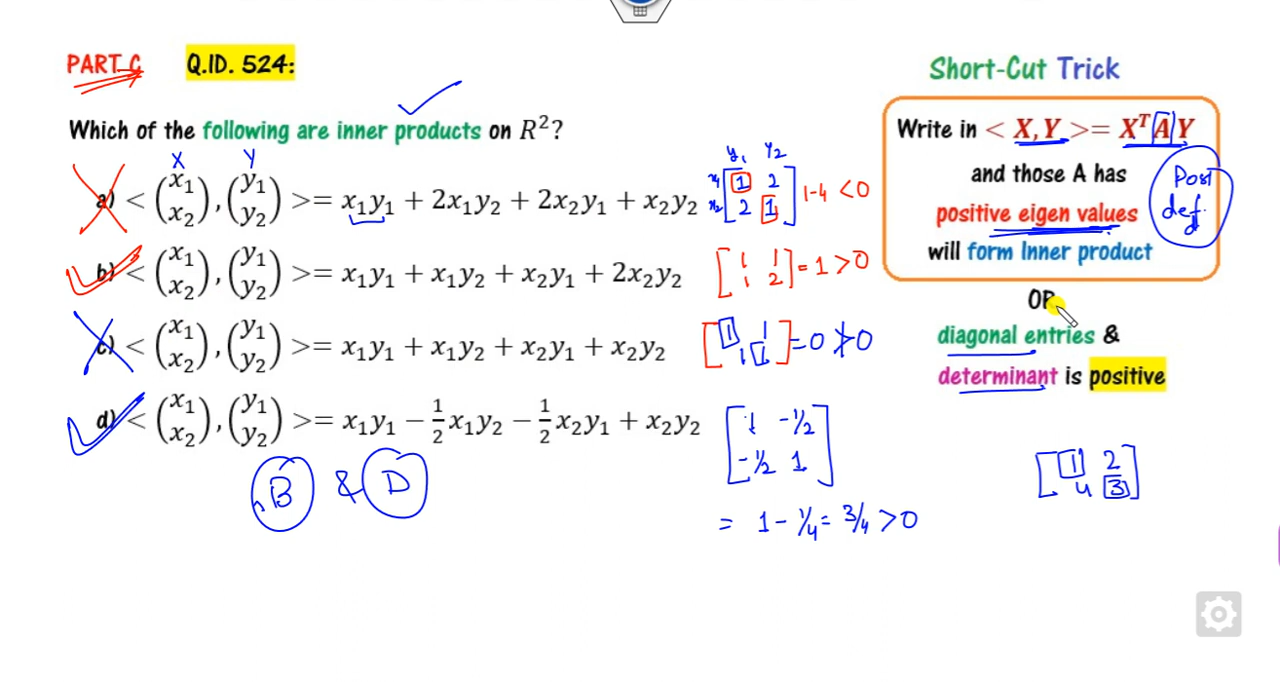 PART C Q.ID. 524:
Which of the following are inner products on R²?
X Y
a) < (x₁ x₂), (y₁ y₂) >= x₁y₁ + 2x₁y₂ + 2x₂y₁ + x₂y₂
y₁ y₂
x₁ [1 2
x₂ 2 1] 1-4 < 0
b) < (x₁ x₂), (y₁ y₂) >= x₁y₁ + x₁y₂ + x₂y₁ + 2x₂y₂
[1 1
1 2] = 1 > 0
c) < (x₁ x₂), (y₁ y₂) >= x₁y₁ + x₁y₂ + x₂y₁ + x₂y₂
[1 1
1 1] = 0 ≯ 0
d) < (x₁ x₂), (y₁ y₂) >= x₁y₁ − ½x₁y₂ − ½x₂y₁ + x₂y₂
[1 -½
-½ 1]
= 1 - ¼ = ¾ > 0
B & D
Short-Cut Trick
Write in < X, Y >= XᵀAY
and those A has
positive eigen values
will form Inner product
Post
def.
OR
diagonal entries &
determinant is positive
[1 2
4 3]